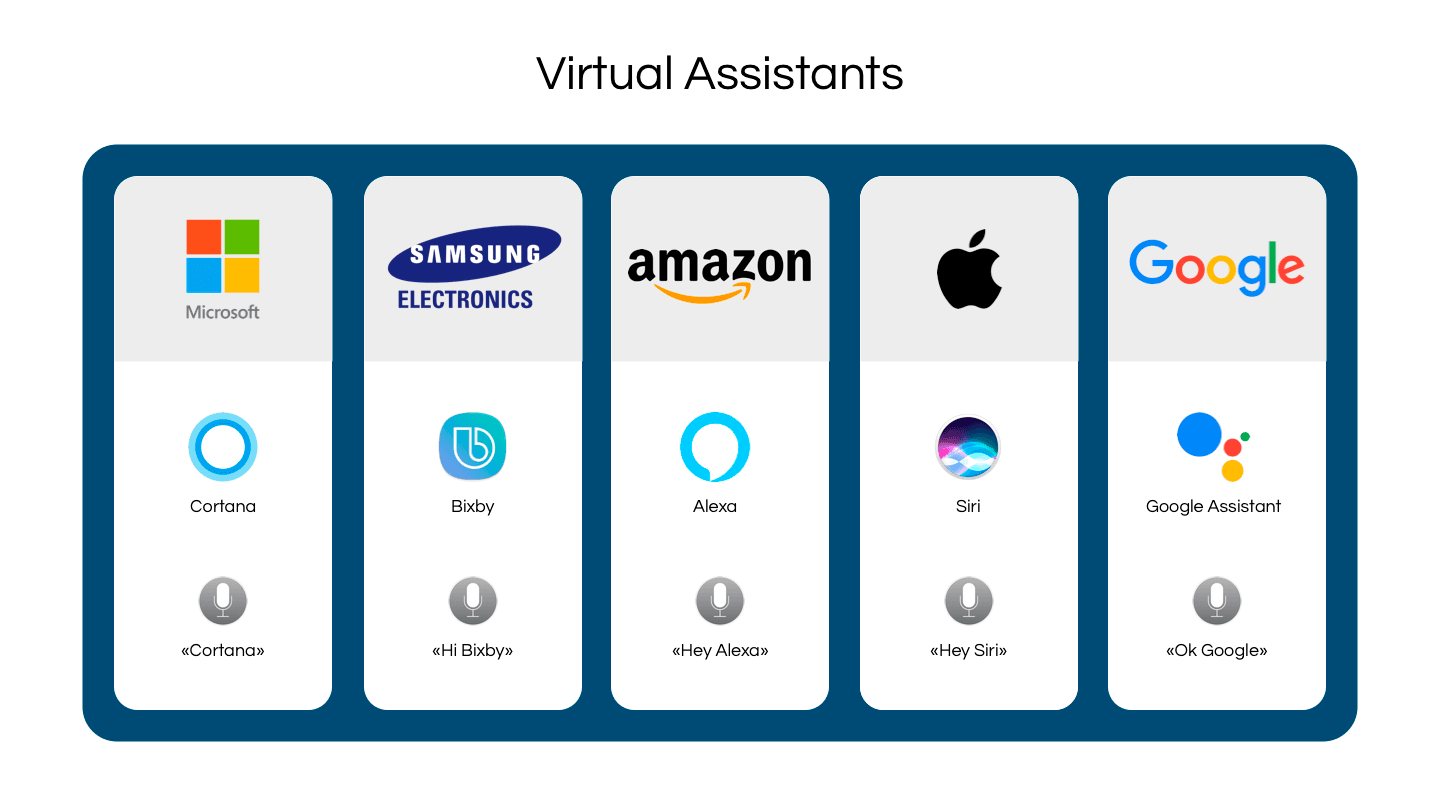 Virtual Assistants
Microsoft
SAMSUNG
ELECTRONICS
amazon
Google
Cortana
Bixby
Alexa
Siri
Google Assistant
«Cortana»
«Hi Bixby»
«Hey Alexa»
«Hey Siri»
«Ok Google»